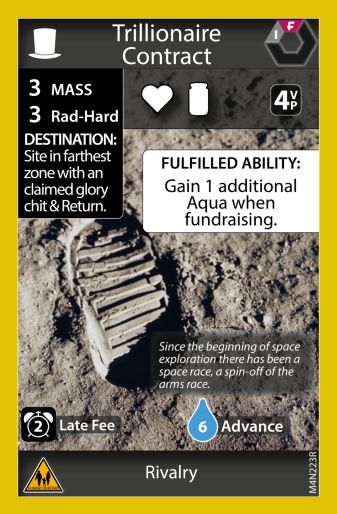 Trillionaire
Contract
I F
3 MASS
3 Rad-Hard
DESTINATION:
Site in farthest
zone with an
claimed glory
chit & Return.
4VP
FULFILLED ABILITY:
Gain 1 additional
Aqua when
fundraising.
Since the beginning of space
exploration there has been a
space race, a spin-off of the
arms race.
2 Late Fee
6 Advance
Rivalry
M4N223R